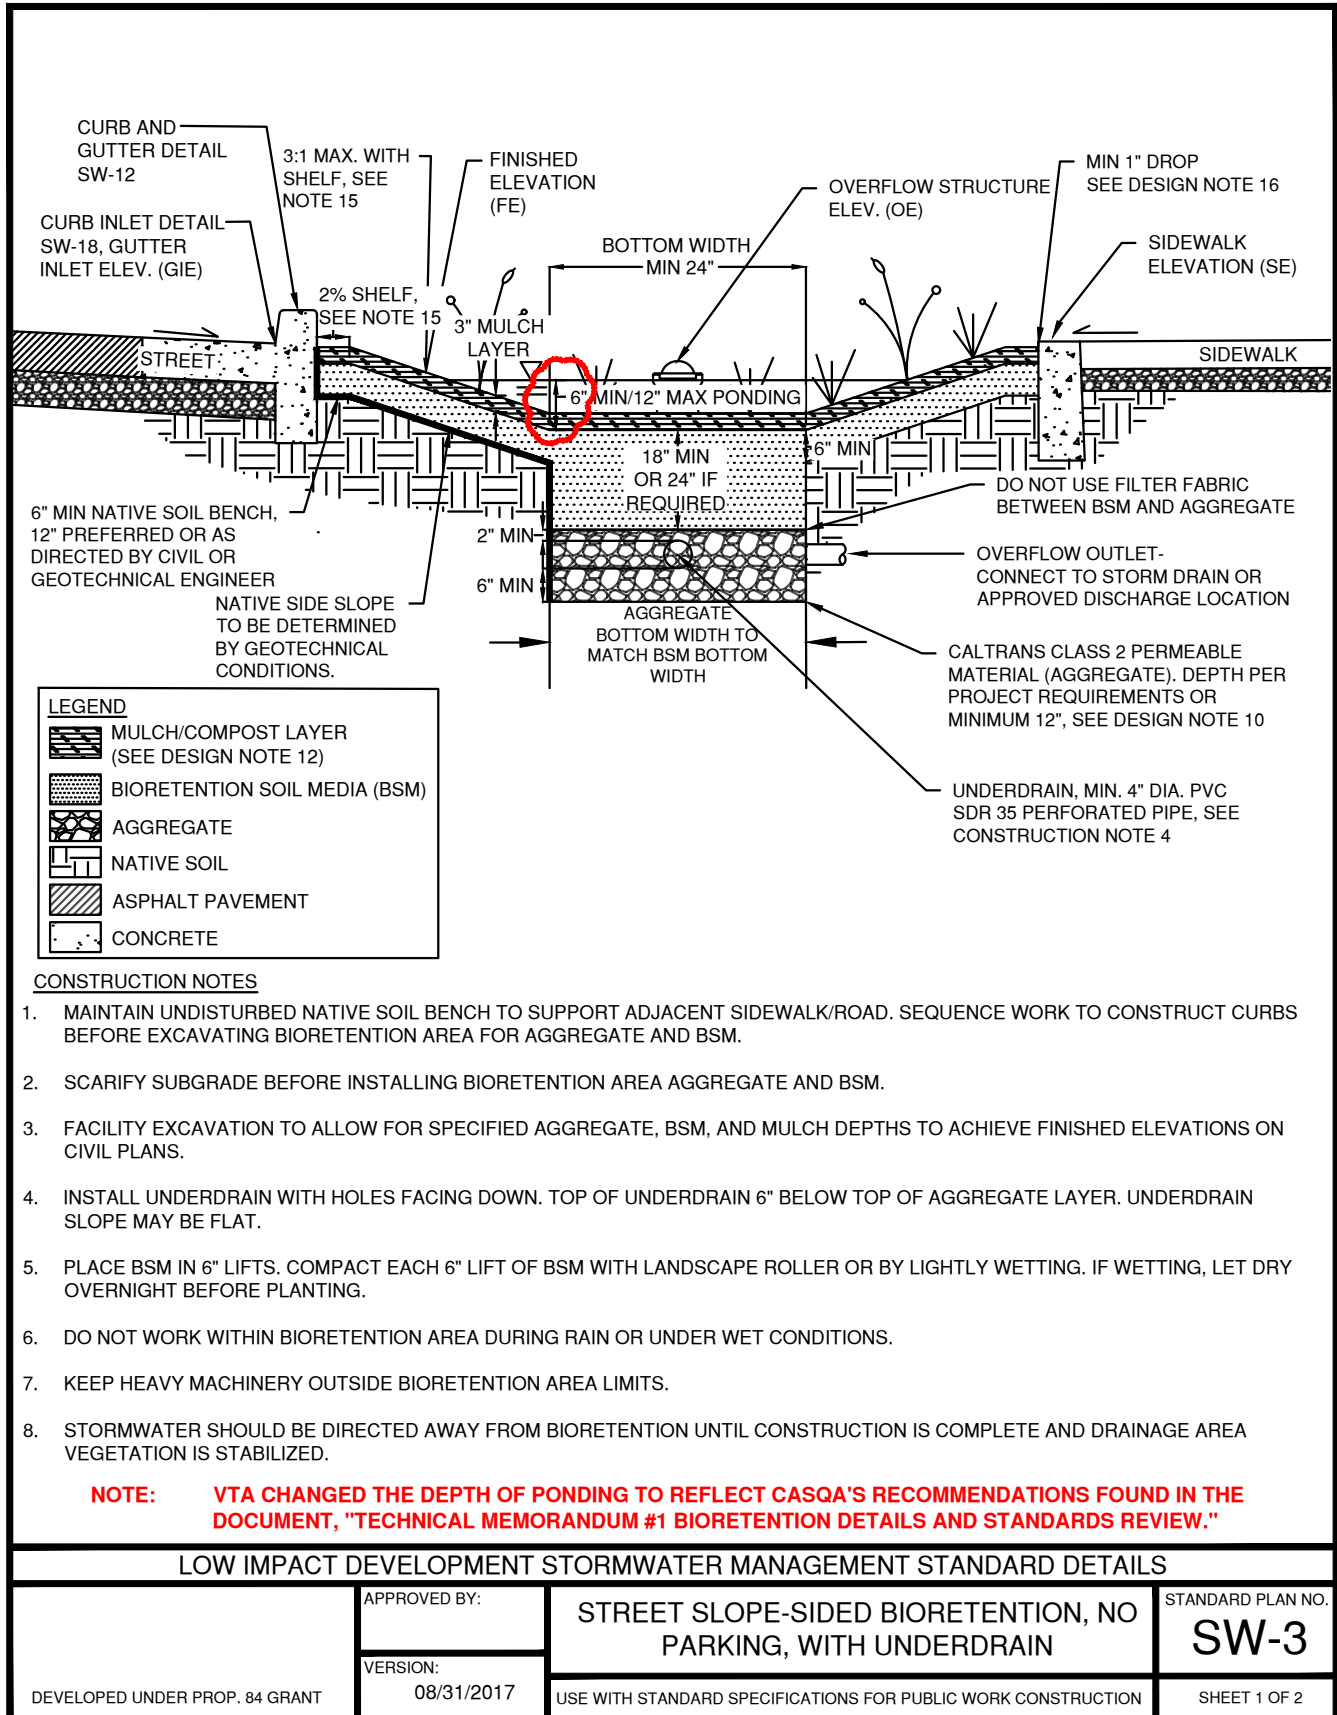 CURB AND
GUTTER DETAIL
SW-12
3:1 MAX. WITH
SHELF, SEE
NOTE 15
FINISHED
ELEVATION
(FE)
OVERFLOW STRUCTURE
ELEV. (OE)
MIN 1" DROP
SEE DESIGN NOTE 16
CURB INLET DETAIL
SW-18, GUTTER
INLET ELEV. (GIE)
BOTTOM WIDTH
MIN 24"
SIDEWALK
ELEVATION (SE)
2% SHELF,
SEE NOTE 15
3" MULCH
LAYER
STREET
SIDEWALK
6" MIN/12" MAX PONDING
18" MIN
OR 24" IF
REQUIRED
6" MIN
DO NOT USE FILTER FABRIC
BETWEEN BSM AND AGGREGATE
6" MIN NATIVE SOIL BENCH,
12" PREFERRED OR AS
DIRECTED BY CIVIL OR
GEOTECHNICAL ENGINEER
2" MIN
6" MIN
OVERFLOW OUTLET-
CONNECT TO STORM DRAIN OR
APPROVED DISCHARGE LOCATION
NATIVE SIDE SLOPE
TO BE DETERMINED
BY GEOTECHNICAL
CONDITIONS.
AGGREGATE
BOTTOM WIDTH TO
MATCH BSM BOTTOM
WIDTH
CALTRANS CLASS 2 PERMEABLE
MATERIAL (AGGREGATE). DEPTH PER
PROJECT REQUIREMENTS OR
MINIMUM 12", SEE DESIGN NOTE 10
UNDERDRAIN, MIN. 4" DIA. PVC
SDR 35 PERFORATED PIPE, SEE
CONSTRUCTION NOTE 4
LEGEND
MULCH/COMPOST LAYER
(SEE DESIGN NOTE 12)
BIORETENTION SOIL MEDIA (BSM)
AGGREGATE
NATIVE SOIL
ASPHALT PAVEMENT
CONCRETE
CONSTRUCTION NOTES
1. MAINTAIN UNDISTURBED NATIVE SOIL BENCH TO SUPPORT ADJACENT SIDEWALK/ROAD. SEQUENCE WORK TO CONSTRUCT CURBS
BEFORE EXCAVATING BIORETENTION AREA FOR AGGREGATE AND BSM.
2. SCARIFY SUBGRADE BEFORE INSTALLING BIORETENTION AREA AGGREGATE AND BSM.
3. FACILITY EXCAVATION TO ALLOW FOR SPECIFIED AGGREGATE, BSM, AND MULCH DEPTHS TO ACHIEVE FINISHED ELEVATIONS ON
CIVIL PLANS.
4. INSTALL UNDERDRAIN WITH HOLES FACING DOWN. TOP OF UNDERDRAIN 6" BELOW TOP OF AGGREGATE LAYER. UNDERDRAIN
SLOPE MAY BE FLAT.
5. PLACE BSM IN 6" LIFTS. COMPACT EACH 6" LIFT OF BSM WITH LANDSCAPE ROLLER OR BY LIGHTLY WETTING. IF WETTING, LET DRY
OVERNIGHT BEFORE PLANTING.
6. DO NOT WORK WITHIN BIORETENTION AREA DURING RAIN OR UNDER WET CONDITIONS.
7. KEEP HEAVY MACHINERY OUTSIDE BIORETENTION AREA LIMITS.
8. STORMWATER SHOULD BE DIRECTED AWAY FROM BIORETENTION UNTIL CONSTRUCTION IS COMPLETE AND DRAINAGE AREA
VEGETATION IS STABILIZED.
NOTE: VTA CHANGED THE DEPTH OF PONDING TO REFLECT CASQA'S RECOMMENDATIONS FOUND IN THE
DOCUMENT, "TECHNICAL MEMORANDUM #1 BIORETENTION DETAILS AND STANDARDS REVIEW."
LOW IMPACT DEVELOPMENT STORMWATER MANAGEMENT STANDARD DETAILS
DEVELOPED UNDER PROP. 84 GRANT
APPROVED BY:
VERSION:
08/31/2017
STREET SLOPE-SIDED BIORETENTION, NO
PARKING, WITH UNDERDRAIN
USE WITH STANDARD SPECIFICATIONS FOR PUBLIC WORK CONSTRUCTION
STANDARD PLAN NO.
SW-3
SHEET 1 OF 2